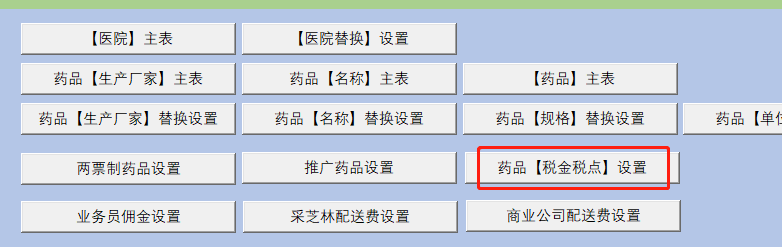 【医院】主表 【医院替换】设置
药品【生产厂家】主表 药品【名称】主表 【药品】主表
药品【生产厂家】替换设置 药品【名称】替换设置 药品【规格】替换设置 药品【单
两票制药品设置 推广药品设置 药品【税金税点】设置
业务员佣金设置 采芝林配送费设置 商业公司配送费设置